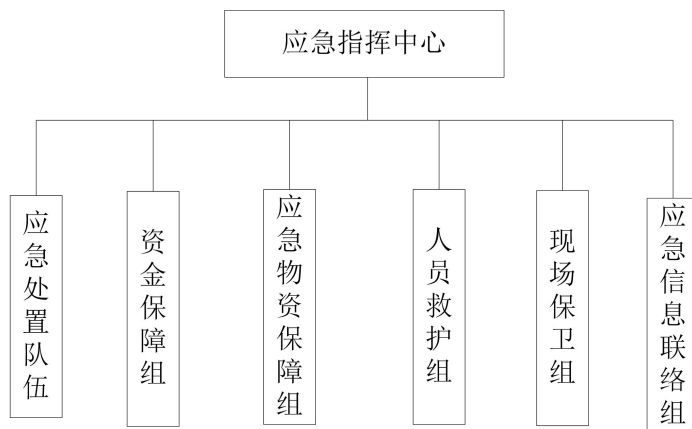 应急指挥中心
应急处置队伍
资金保障组
应急物资保障组
人员救护组
现场保卫组
应急信息联络组